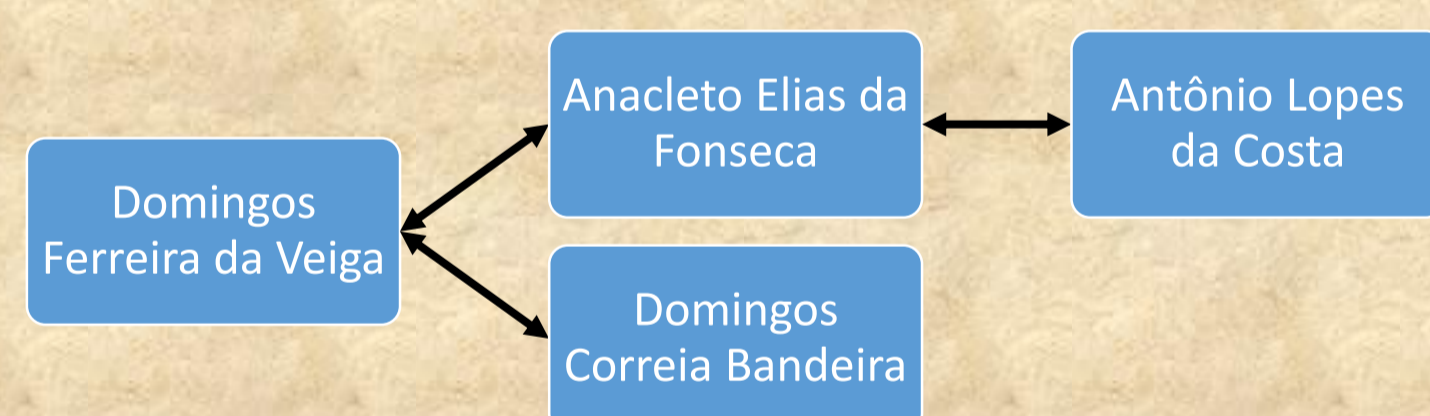 Domingos
Ferreira da Veiga
Anacleto Elias da
Fonseca
Antônio Lopes
da Costa
Domingos
Correia Bandeira